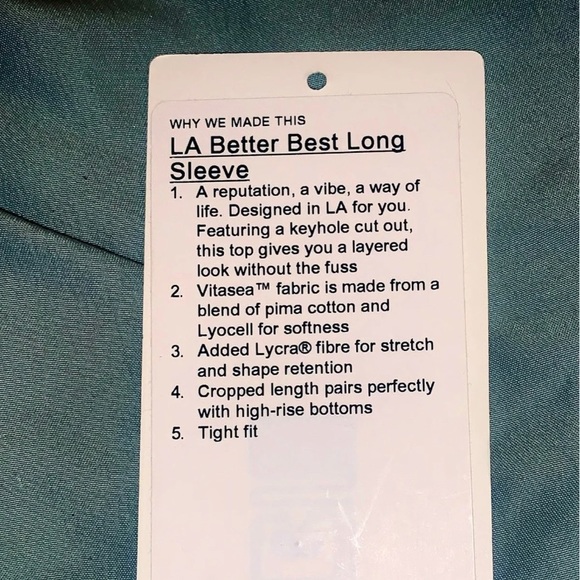 WHY WE MADE THIS
LA Better Best Long
Sleeve
1. A reputation, a vibe, a way of
life. Designed in LA for you.
Featuring a keyhole cut out,
this top gives you a layered
look without the fuss
2. Vitasea™ fabric is made from a
blend of pima cotton and
Lyocell for softness
3. Added Lycra® fibre for stretch
and shape retention
4. Cropped length pairs perfectly
with high-rise bottoms
5. Tight fit